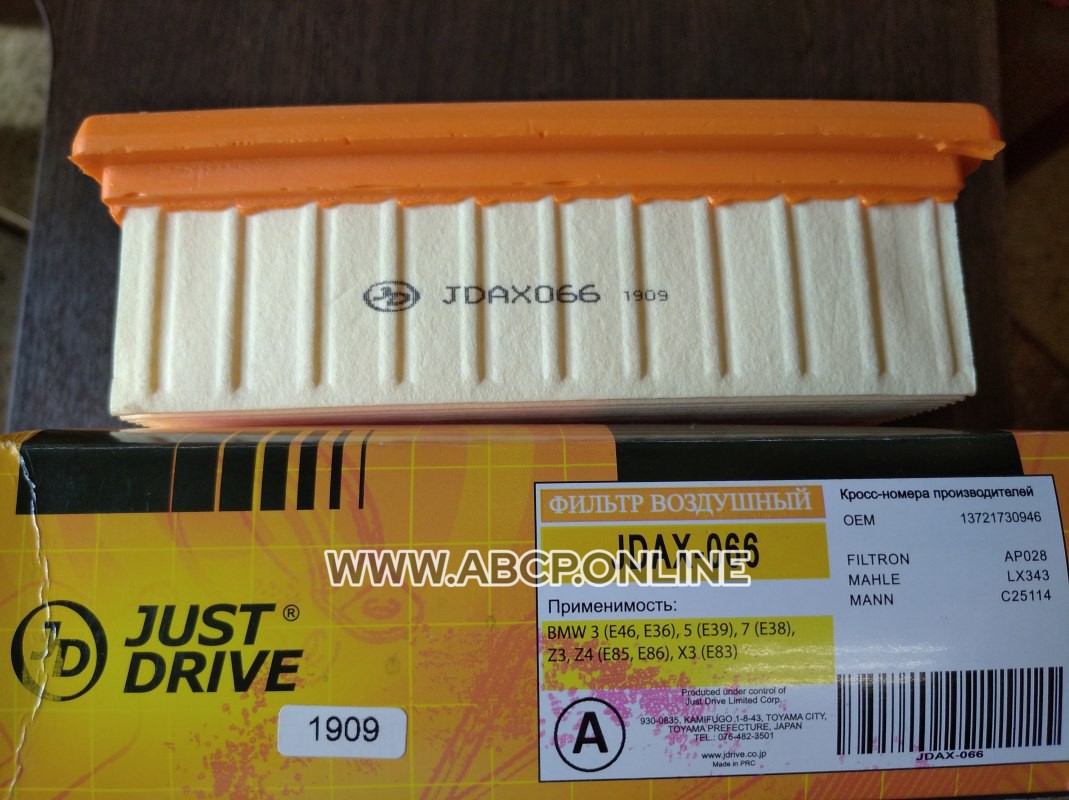 JD JDAX066 1909
WWW.ABCP.ONLINE
JD
JUST ®
DRIVE
1909
ФИЛЬТР ВОЗДУШНЫЙ
JDAX-066
Применимость:
BMW 3 (E46, E36), 5 (E39), 7 (E38),
Z3, Z4 (E85, E86), X3 (E83)
Кросс-номера производителей
OEM 13721730946
FILTRON AP028
MAHLE LX343
MANN C25114
A
Produced under control of
Just Drive Limited Corp.
930-0835, KAMIFUGO,1-8-43, TOYAMA CITY,
TOYAMA PREFECTURE, JAPAN
TEL.: 076-482-3501
www.jdrive.co.jp
Made in PRC
JDAX-066